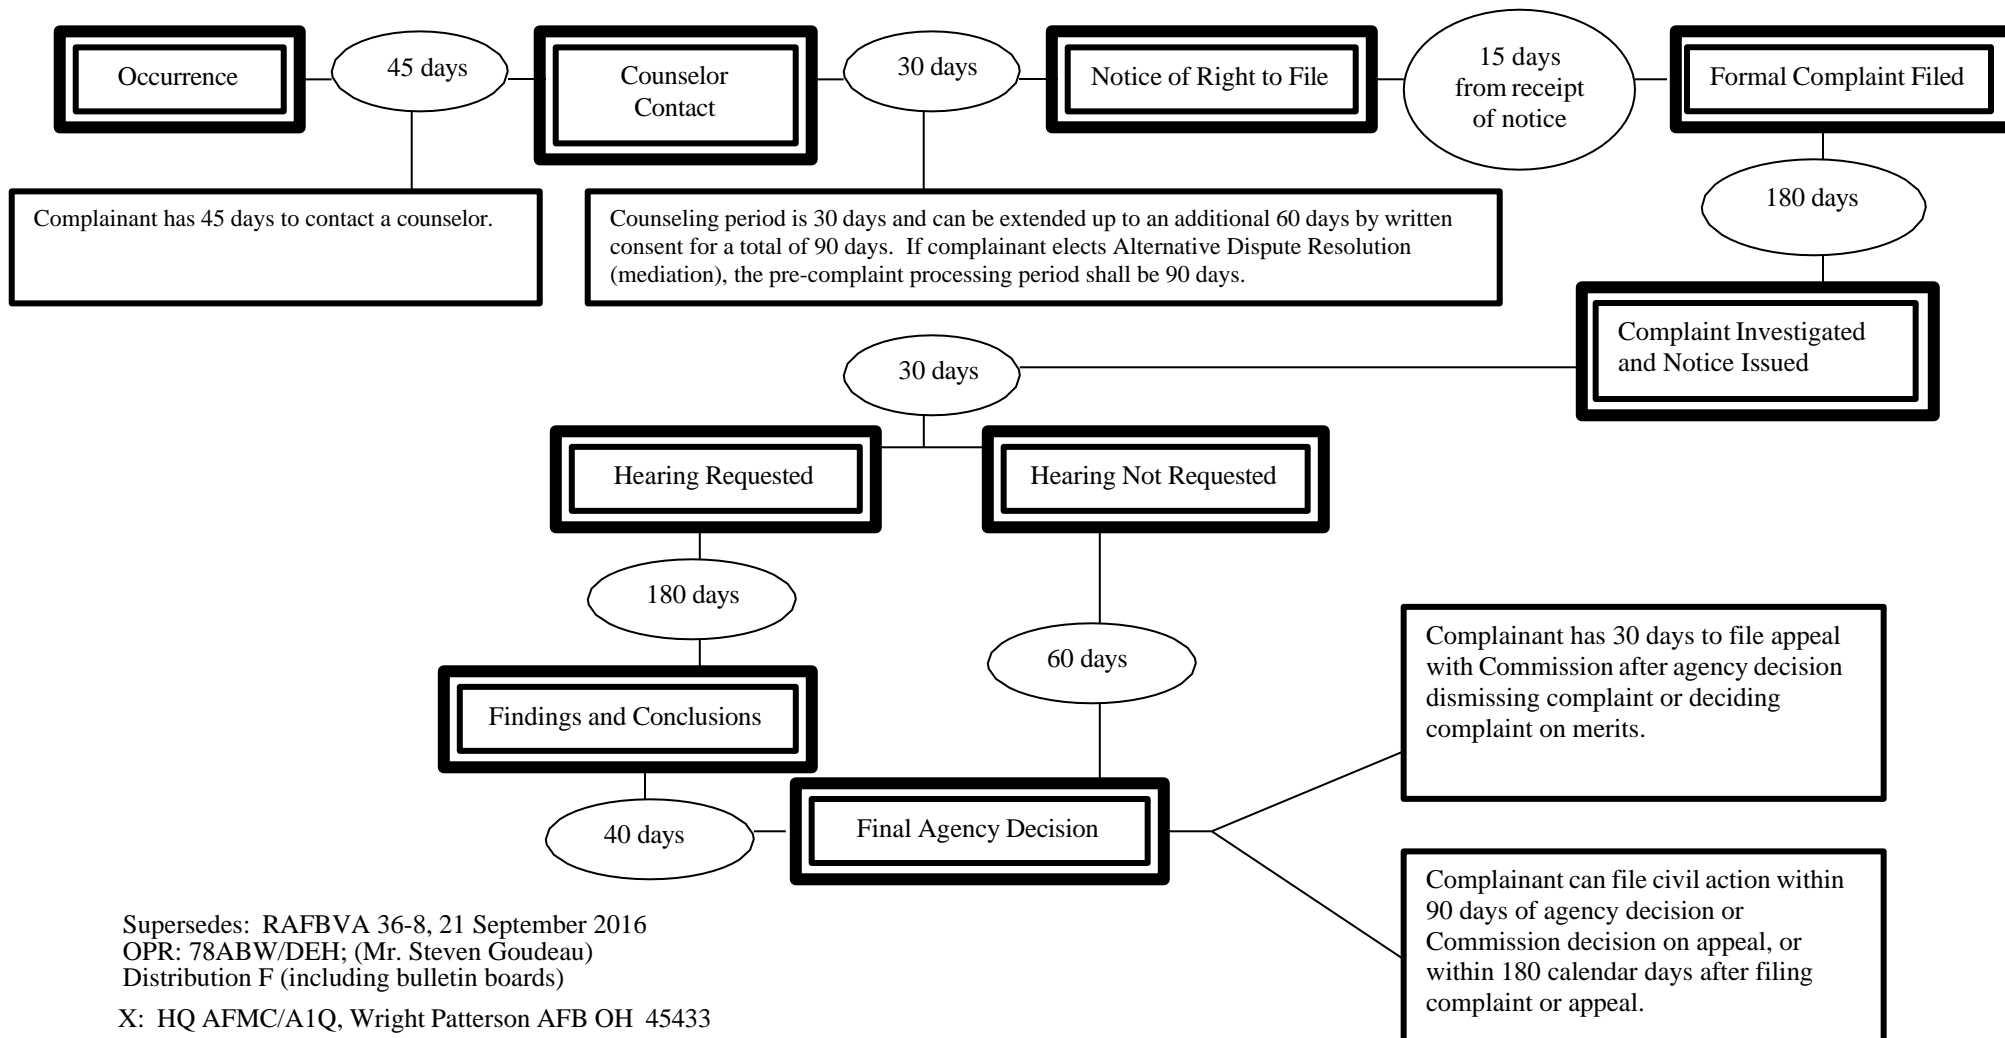 Occurrence
45 days
Counselor
Contact
30 days
Notice of Right to File
15 days
from receipt
of notice
Formal Complaint Filed
Complainant has 45 days to contact a counselor.
Counseling period is 30 days and can be extended up to an additional 60 days by written
consent for a total of 90 days. If complainant elects Alternative Dispute Resolution
(mediation), the pre-complaint processing period shall be 90 days.
180 days
Complaint Investigated
and Notice Issued
30 days
Hearing Requested
Hearing Not Requested
180 days
60 days
Findings and Conclusions
40 days
Final Agency Decision
Complainant has 30 days to file appeal
with Commission after agency decision
dismissing complaint or deciding
complaint on merits.
Complainant can file civil action within
90 days of agency decision or
Commission decision on appeal, or
within 180 calendar days after filing
complaint or appeal.
Supersedes: RAFBVA 36-8, 21 September 2016
OPR: 78ABW/DEH; (Mr. Steven Goudeau)
Distribution F (including bulletin boards)
X: HQ AFMC/A1Q, Wright Patterson AFB OH 45433